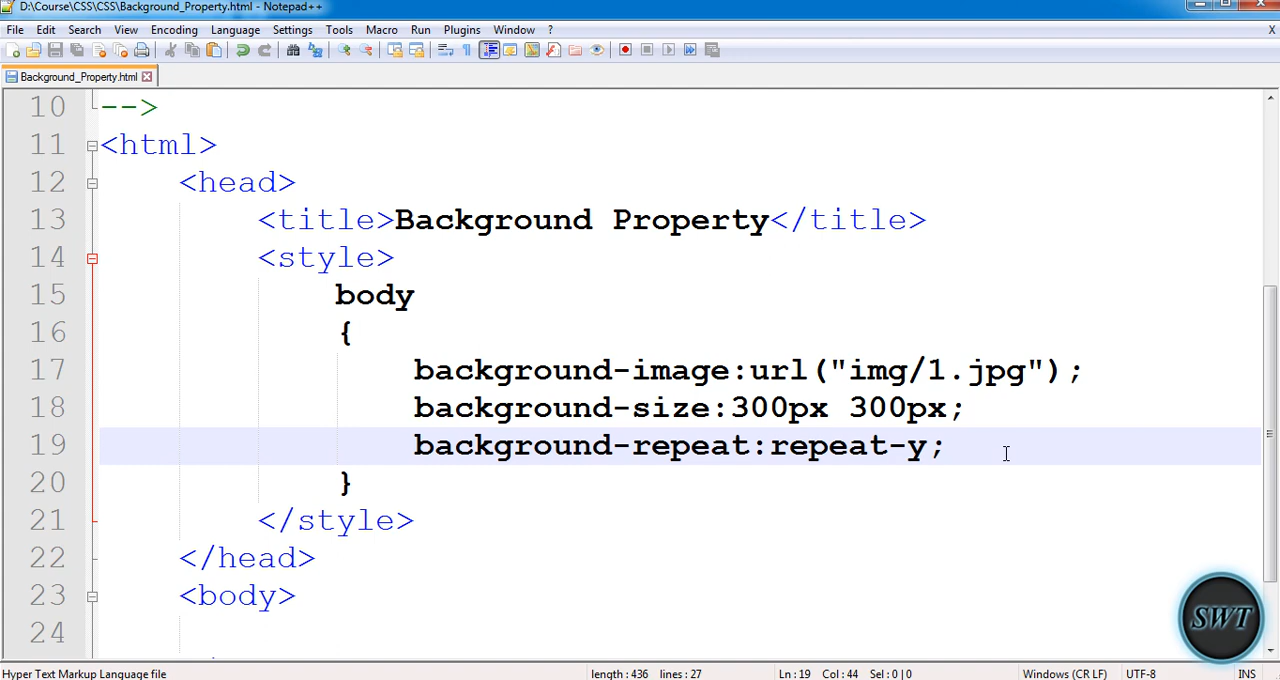 D:\Course\CSS\CSS\Background_Property.html - Notepad++
File Edit Search View Encoding Language Settings Tools Macro Run Plugins Window ? X
Background_Property.html
10 -->
11 <html>
12 <head>
13 <title>Background Property</title>
14 <style>
15 body
16 {
17 background-image:url("img/1.jpg");
18 background-size:300px 300px;
19 background-repeat:repeat-y;
20 }
21 </style>
22 </head>
23 <body>
24
SWT
Hyper Text Markup Language file length : 436 lines : 27 Ln : 19 Col : 44 Sel : 0 | 0 Windows (CR LF) UTF-8 INS